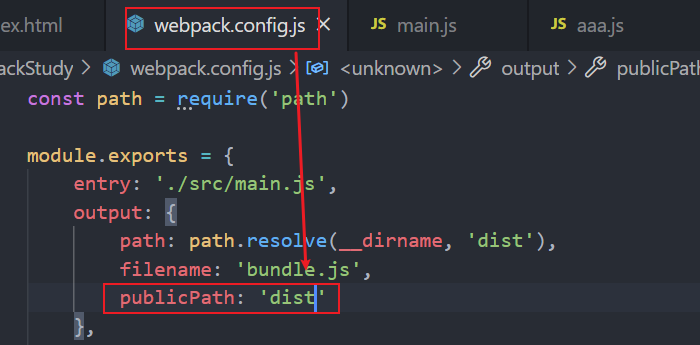 ex.html webpack.config.js × JS main.js JS aaa.js
ackStudy > webpack.config.js > <unknown> > output > publicPath
const path = require('path')
module.exports = {
entry: './src/main.js',
output: {
path: path.resolve(__dirname, 'dist'),
filename: 'bundle.js',
publicPath: 'dist'
},